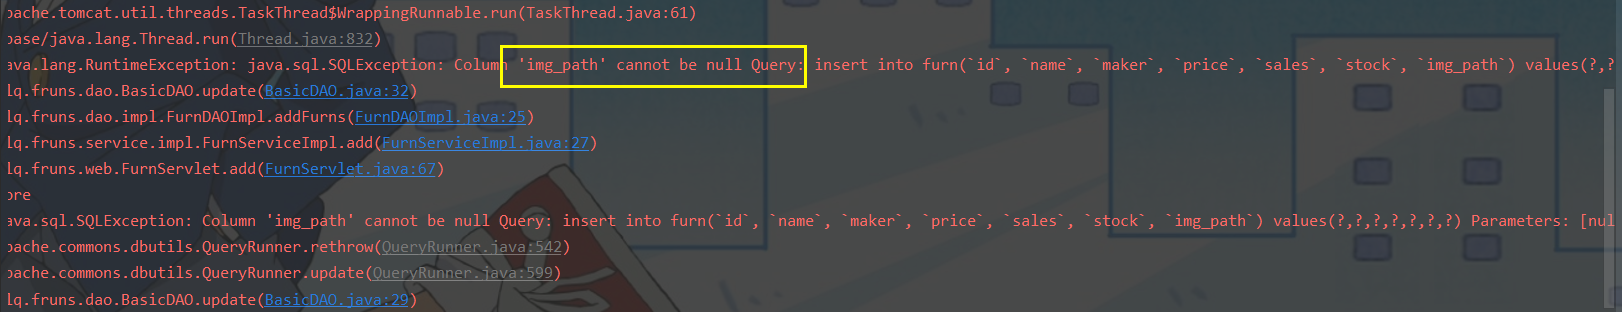 pache.tomcat.util.threads.TaskThread$WrappingRunnable.run(TaskThread.java:61)
base/java.lang.Thread.run(Thread.java:832)
ava.lang.RuntimeException: java.sql.SQLException: Column 'img_path' cannot be null Query: insert into furn(`id`, `name`, `maker`, `price`, `sales`, `stock`, `img_path`) values(?,?
lq.fruns.dao.BasicDAO.update(BasicDAO.java:32)
lq.fruns.dao.impl.FurnDAOImpl.addFurns(FurnDAOImpl.java:25)
lq.fruns.service.impl.FurnServiceImpl.add(FurnServiceImpl.java:27)
lq.fruns.web.FurnServlet.add(FurnServlet.java:67)
ore
ava.sql.SQLException: Column 'img_path' cannot be null Query: insert into furn(`id`, `name`, `maker`, `price`, `sales`, `stock`, `img_path`) values(?,?,?,?,?,?,?) Parameters: [nul
pache.commons.dbutils.QueryRunner.rethrow(QueryRunner.java:542)
pache.commons.dbutils.QueryRunner.update(QueryRunner.java:599)
lq.fruns.dao.BasicDAO.update(BasicDAO.java:29)